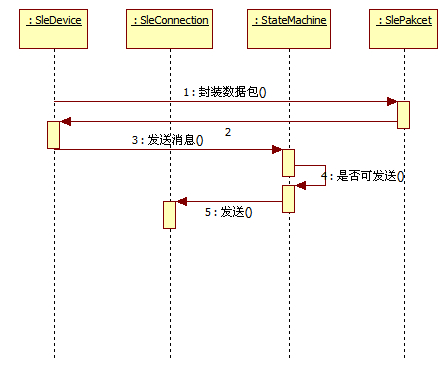 : SleDevice
: SleConnection
: StateMachine
: SlePakcet
1 : 封装数据包()
2
3 : 发送消息()
4 : 是否可发送()
5 : 发送()